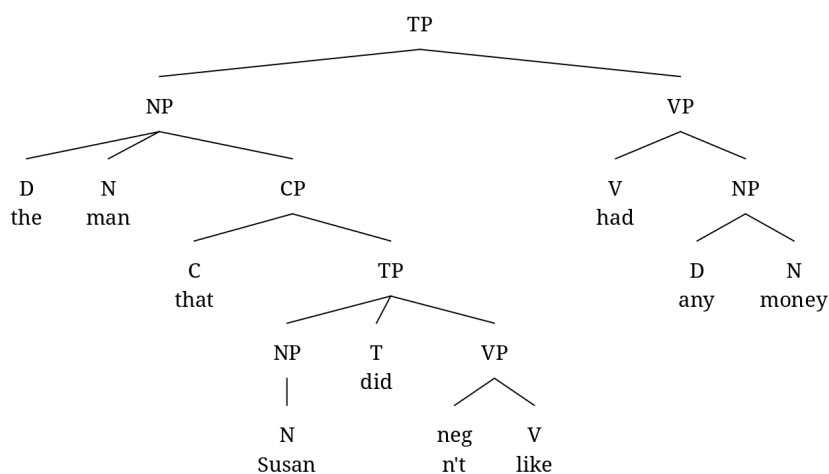 TP
NP VP
D N CP V NP
the man had
C TP D N
that any money
NP T VP
did
N neg V
Susan n't like